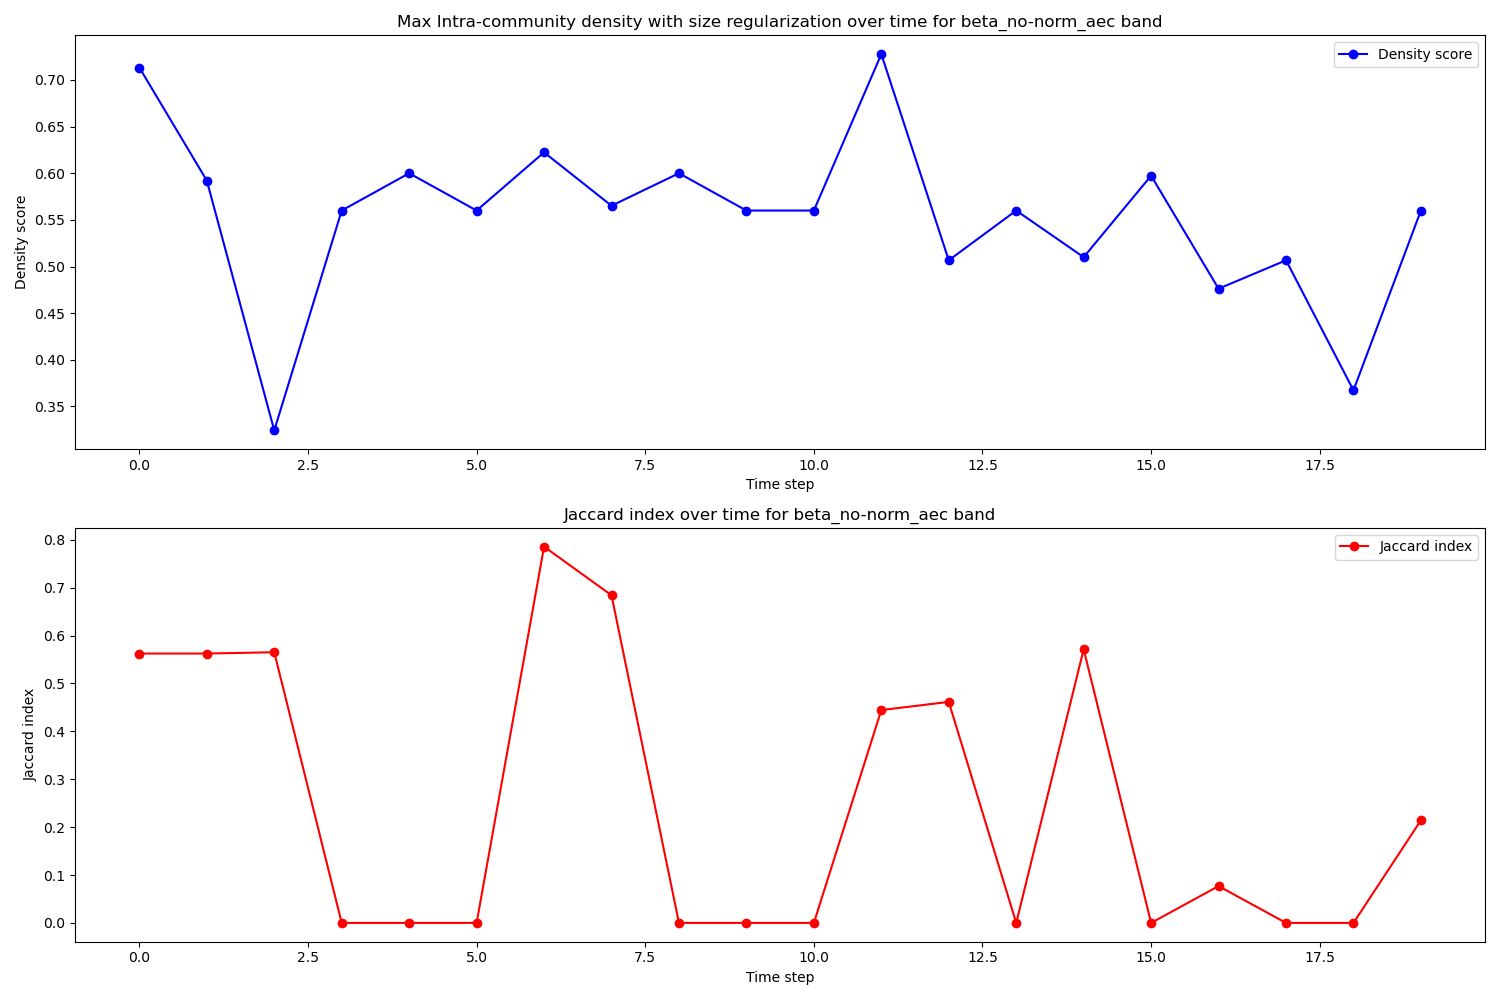 Max Intra-community density with size regularization over time for beta_no-norm_aec band
Density score
0.70
0.65
0.60
0.55
0.50
0.45
0.40
0.35
Density score
0.0 2.5 5.0 7.5 10.0 12.5 15.0 17.5
Time step
Jaccard index over time for beta_no-norm_aec band
Jaccard index
0.8
0.7
0.6
0.5
0.4
0.3
0.2
0.1
0.0
Jaccard index
0.0 2.5 5.0 7.5 10.0 12.5 15.0 17.5
Time step